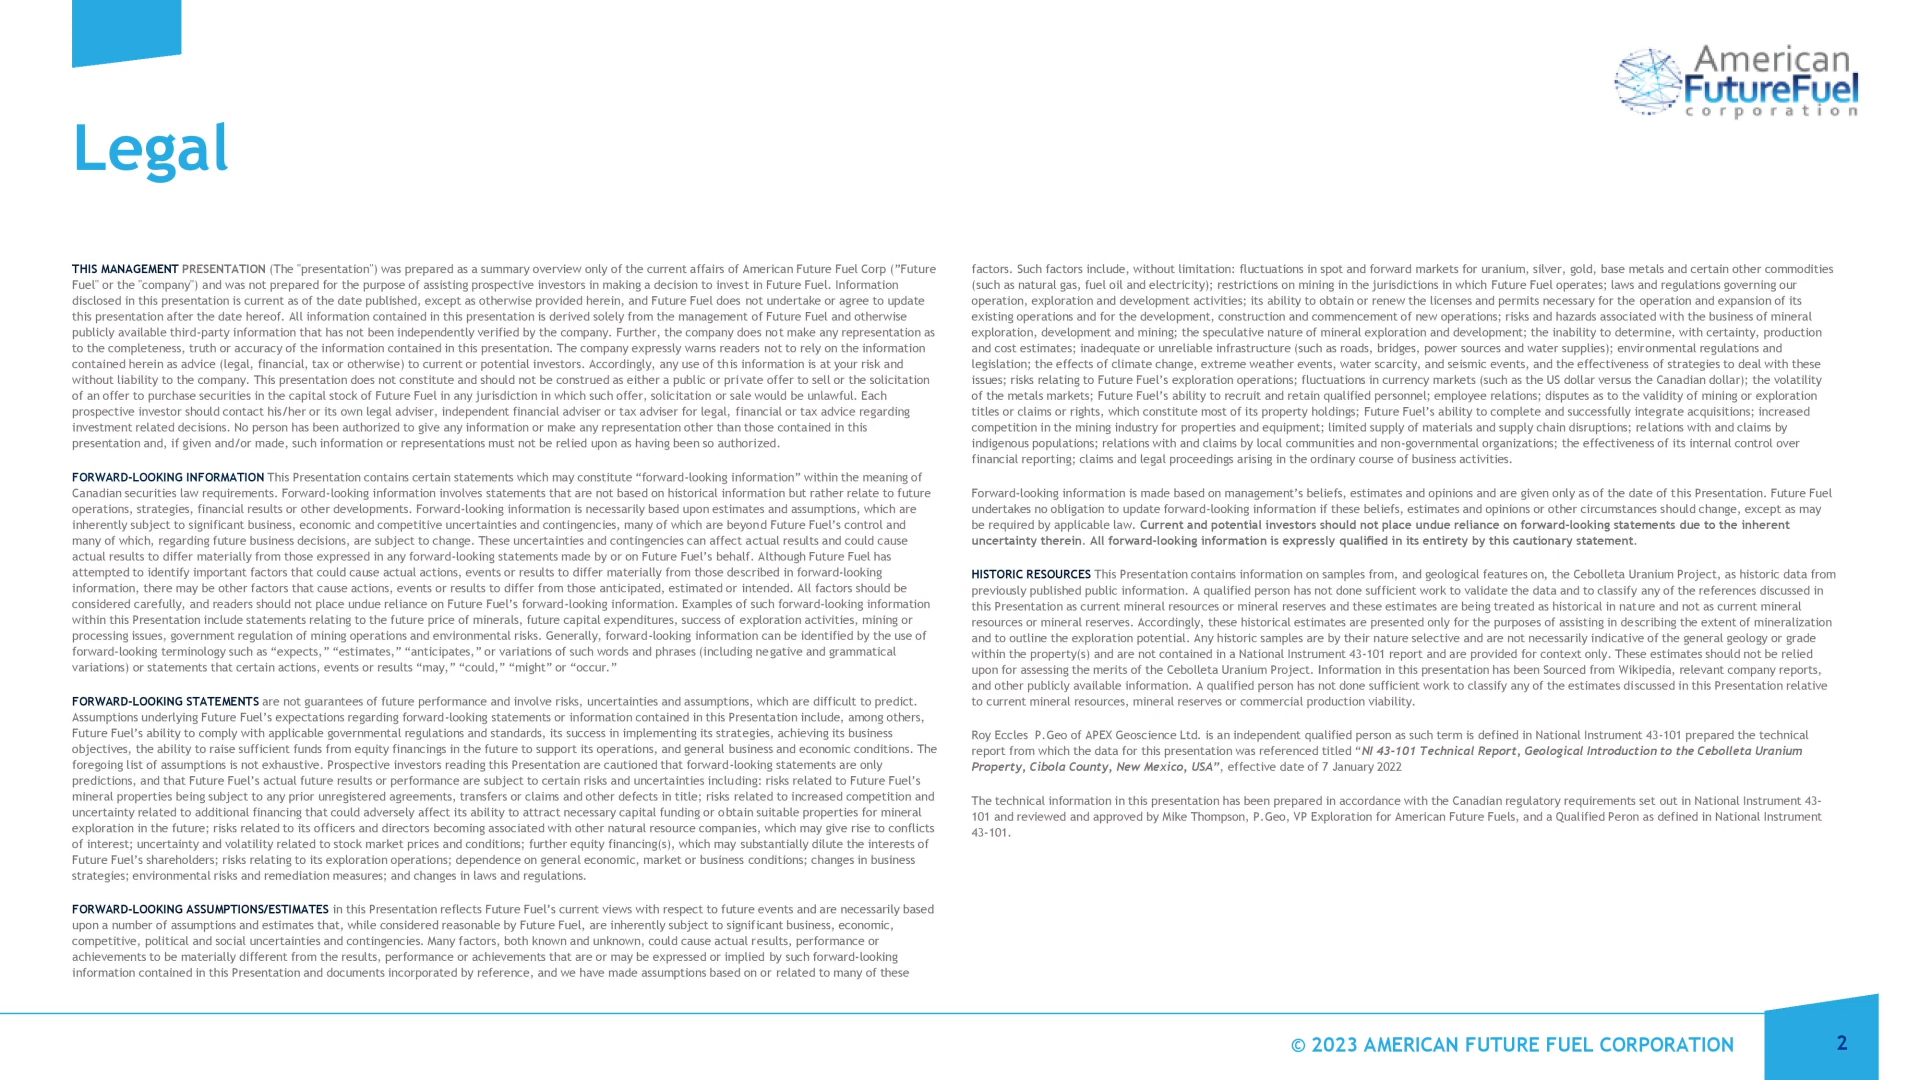 American
FutureFuel
corporation
Legal
THIS MANAGEMENT PRESENTATION (The "presentation") was prepared as a summary overview only of the current affairs of American Future Fuel Corp ("Future
Fuel" or the "company") and was not prepared for the purpose of assisting prospective investors in making a decision to invest in Future Fuel. Information
disclosed in this presentation is current as of the date published, except as otherwise provided herein, and Future Fuel does not undertake or agree to update
this presentation after the date hereof. All information contained in this presentation is derived solely from the management of Future Fuel and otherwise
publicly available third-party information that has not been independently verified by the company. Further, the company does not make any representation as
to the completeness, truth or accuracy of the information contained in this presentation. The company expressly warns readers not to rely on the information
contained herein as advice (legal, financial, tax or otherwise) to current or potential investors. Accordingly, any use of this information is at your risk and
without liability to the company. This presentation does not constitute and should not be construed as either a public or private offer to sell or the solicitation
of an offer to purchase securities in the capital stock of Future Fuel in any jurisdiction in which such offer, solicitation or sale would be unlawful. Each
prospective investor should contact his/her or its own legal adviser, independent financial adviser or tax adviser for legal, financial or tax advice regarding
investment related decisions. No person has been authorized to give any information or make any representation other than those contained in this
presentation and, if given and/or made, such information or representations must not be relied upon as having been so authorized.
FORWARD-LOOKING INFORMATION This Presentation contains certain statements which may constitute “forward-looking information” within the meaning of
Canadian securities law requirements. Forward-looking information involves statements that are not based on historical information but rather relate to future
operations, strategies, financial results or other developments. Forward-looking information is necessarily based upon estimates and assumptions, which are
inherently subject to significant business, economic and competitive uncertainties and contingencies, many of which are beyond Future Fuel’s control and
many of which, regarding future business decisions, are subject to change. These uncertainties and contingencies can affect actual results and could cause
actual results to differ materially from those expressed in any forward-looking statements made by or on Future Fuel’s behalf. Although Future Fuel has
attempted to identify important factors that could cause actual actions, events or results to differ materially from those described in forward-looking
information, there may be other factors that cause actions, events or results to differ from those anticipated, estimated or intended. All factors should be
considered carefully, and readers should not place undue reliance on Future Fuel’s forward-looking information. Examples of such forward-looking information
within this Presentation include statements relating to the future price of minerals, future capital expenditures, success of exploration activities, mining or
processing issues, government regulation of mining operations and environmental risks. Generally, forward-looking information can be identified by the use of
forward-looking terminology such as “expects,” “estimates,” “anticipates,” or variations of such words and phrases (including negative and grammatical
variations) or statements that certain actions, events or results “may,” “could,” “might” or “occur.”
FORWARD-LOOKING STATEMENTS are not guarantees of future performance and involve risks, uncertainties and assumptions, which are difficult to predict.
Assumptions underlying Future Fuel’s expectations regarding forward-looking statements or information contained in this Presentation include, among others,
Future Fuel’s ability to comply with applicable governmental regulations and standards, its success in implementing its strategies, achieving its business
objectives, the ability to raise sufficient funds from equity financings in the future to support its operations, and general business and economic conditions. The
foregoing list of assumptions is not exhaustive. Prospective investors reading this Presentation are cautioned that forward-looking statements are only
predictions, and that Future Fuel’s actual future results or performance are subject to certain risks and uncertainties including: risks related to Future Fuel’s
mineral properties being subject to any prior unregistered agreements, transfers or claims and other defects in title; risks related to increased competition and
uncertainty related to additional financing that could adversely affect its ability to attract necessary capital funding or obtain suitable properties for mineral
exploration in the future; risks related to its officers and directors becoming associated with other natural resource companies, which may give rise to conflicts
of interest; uncertainty and volatility related to stock market prices and conditions; further equity financing(s), which may substantially dilute the interests of
Future Fuel’s shareholders; risks relating to its exploration operations; dependence on general economic, market or business conditions; changes in business
strategies; environmental risks and remediation measures; and changes in laws and regulations.
FORWARD-LOOKING ASSUMPTIONS/ESTIMATES in this Presentation reflects Future Fuel’s current views with respect to future events and are necessarily based
upon a number of assumptions and estimates that, while considered reasonable by Future Fuel, are inherently subject to significant business, economic,
competitive, political and social uncertainties and contingencies. Many factors, both known and unknown, could cause actual results, performance or
achievements to be materially different from the results, performance or achievements that are or may be expressed or implied by such forward-looking
information contained in this Presentation and documents incorporated by reference, and we have made assumptions based on or related to many of these
factors. Such factors include, without limitation: fluctuations in spot and forward markets for uranium, silver, gold, base metals and certain other commodities
(such as natural gas, fuel oil and electricity); restrictions on mining in the jurisdictions in which Future Fuel operates; laws and regulations governing our
operation, exploration and development activities; its ability to obtain or renew the licenses and permits necessary for the operation and expansion of its
existing operations and for the development, construction and commencement of new operations; risks and hazards associated with the business of mineral
exploration, development and mining; the speculative nature of mineral exploration and development; the inability to determine, with certainty, production
and cost estimates; inadequate or unreliable infrastructure (such as roads, bridges, power sources and water supplies); environmental regulations and
legislation; the effects of climate change, extreme weather events, water scarcity, and seismic events, and the effectiveness of strategies to deal with these
issues; risks relating to Future Fuel’s exploration operations; fluctuations in currency markets (such as the US dollar versus the Canadian dollar); the volatility
of the metals markets; Future Fuel’s ability to recruit and retain qualified personnel; employee relations; disputes as to the validity of mining or exploration
titles or claims or rights, which constitute most of its property holdings; Future Fuel’s ability to complete and successfully integrate acquisitions; increased
competition in the mining industry for properties and equipment; limited supply of materials and supply chain disruptions; relations with and claims by
indigenous populations; relations with and claims by local communities and non-governmental organizations; the effectiveness of its internal control over
financial reporting; claims and legal proceedings arising in the ordinary course of business activities.
Forward-looking information is made based on management’s beliefs, estimates and opinions and are given only as of the date of this Presentation. Future Fuel
undertakes no obligation to update forward-looking information if these beliefs, estimates and opinions or other circumstances should change, except as may
be required by applicable law. Current and potential investors should not place undue reliance on forward-looking statements due to the inherent
uncertainty therein. All forward-looking information is expressly qualified in its entirety by this cautionary statement.
HISTORIC RESOURCES This Presentation contains information on samples from, and geological features on, the Cebolleta Uranium Project, as historic data from
previously published public information. A qualified person has not done sufficient work to validate the data and to classify any of the references discussed in
this Presentation as current mineral resources or mineral reserves and these estimates are being treated as historical in nature and not as current mineral
resources or mineral reserves. Accordingly, these historical estimates are presented only for the purposes of assisting in describing the extent of mineralization
and to outline the exploration potential. Any historic samples are by their nature selective and are not necessarily indicative of the general geology or grade
within the property(s) and are not contained in a National Instrument 43-101 report and are provided for context only. These estimates should not be relied
upon for assessing the merits of the Cebolleta Uranium Project. Information in this presentation has been Sourced from Wikipedia, relevant company reports,
and other publicly available information. A qualified person has not done sufficient work to classify any of the estimates discussed in this Presentation relative
to current mineral resources, mineral reserves or commercial production viability.
Roy Eccles P.Geo of APEX Geoscience Ltd. is an independent qualified person as such term is defined in National Instrument 43-101 prepared the technical
report from which the data for this presentation was referenced titled “NI 43-101 Technical Report, Geological Introduction to the Cebolleta Uranium
Property, Cibola County, New Mexico, USA”, effective date of 7 January 2022
The technical information in this presentation has been prepared in accordance with the Canadian regulatory requirements set out in National Instrument 43-
101 and reviewed and approved by Mike Thompson, P.Geo, VP Exploration for American Future Fuels, and a Qualified Peron as defined in National Instrument
43-101.
© 2023 AMERICAN FUTURE FUEL CORPORATION
2